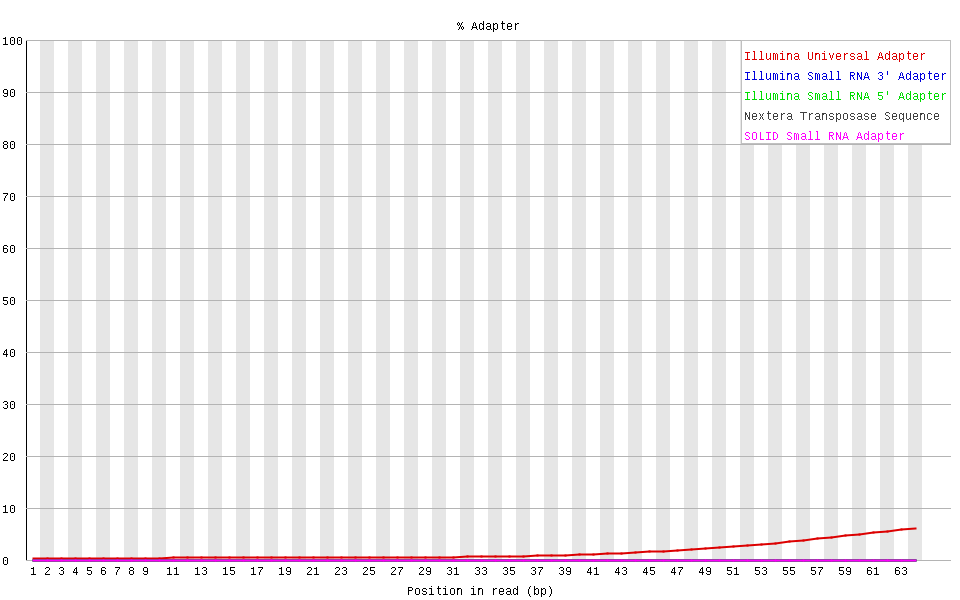 % Adapter
100
90
80
70
60
50
40
30
20
10
0
Illumina Universal Adapter
Illumina Small RNA 3' Adapter
Illumina Small RNA 5' Adapter
Nextera Transposase Sequence
SOLID Small RNA Adapter
1 2 3 4 5 6 7 8 9 11 13 15 17 19 21 23 25 27 29 31 33 35 37 39 41 43 45 47 49 51 53 55 57 59 61 63
Position in read (bp)